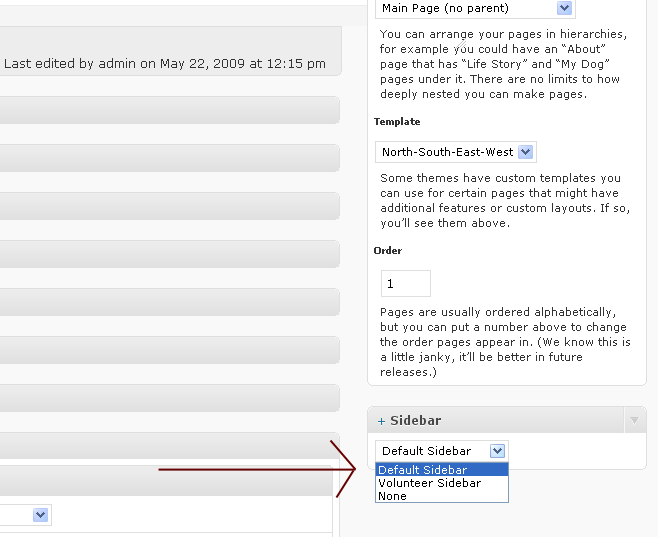 Main Page (no parent)
You can arrange your pages in hierarchies,
for example you could have an “About”
page that has “Life Story” and “My Dog”
pages under it. There are no limits to how
deeply nested you can make pages.
Last edited by admin on May 22, 2009 at 12:15 pm
Template
North-South-East-West
Some themes have custom templates you
can use for certain pages that might have
additional features or custom layouts. If so,
you’ll see them above.
Order
1
Pages are usually ordered alphabetically,
but you can put a number above to change
the order pages appear in. (We know this is
a little janky, it’ll be better in future
releases.)
+ Sidebar
Default Sidebar
Default Sidebar
Volunteer Sidebar
None